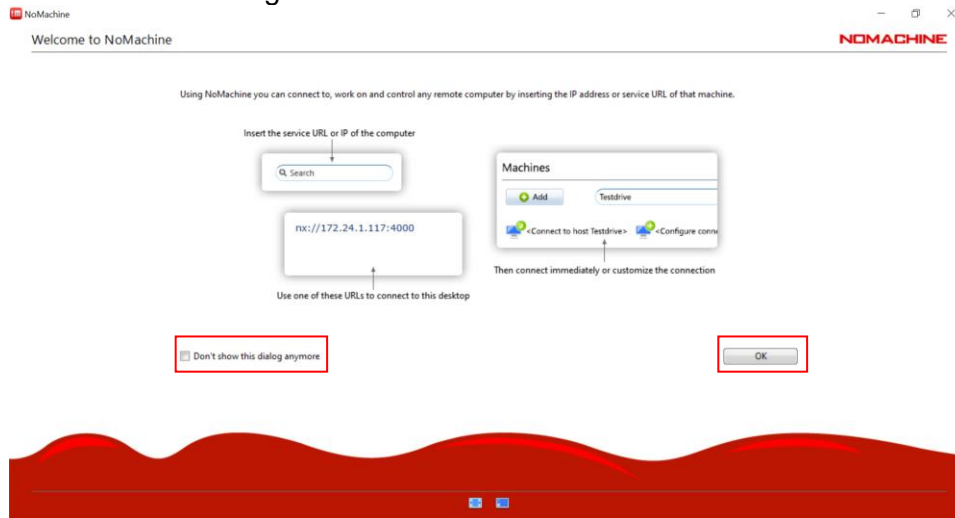 NoMachine
Welcome to NoMachine
NOMACHINE
Using NoMachine you can connect to, work on and control any remote computer by inserting the IP address or service URL of that machine.
Insert the service URL or IP of the computer
Search
nx://172.24.1.117:4000
Use one of these URLs to connect to this desktop
Machines
Add
Testdrive
<Connect to host Testdrive>
<Configure conn
Then connect immediately or customize the connection
Don't show this dialog anymore
OK